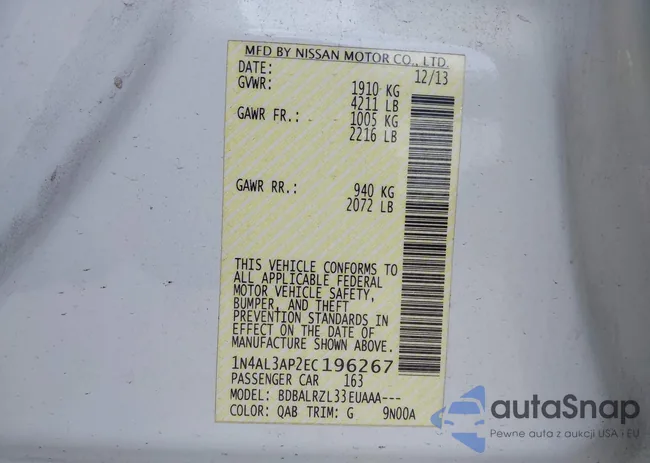 MFD BY NISSAN MOTOR CO., LTD.
DATE: 12/13
GVWR: 1910 KG
4211 LB
GAWR FR.: 1005 KG
2216 LB
GAWR RR.: 940 KG
2072 LB
THIS VEHICLE CONFORMS TO
ALL APPLICABLE FEDERAL
MOTOR VEHICLE SAFETY,
BUMPER, AND THEFT
PREVENTION STANDARDS IN
EFFECT ON THE DATE OF
MANUFACTURE SHOWN ABOVE.
1N4AL3AP2EC196267
PASSENGER CAR 163
MODEL: BDBALRZL33EUAAA---
COLOR: QAB TRIM: G 9N00A
autaSnap
Pewne auta z aukcji USA i EU